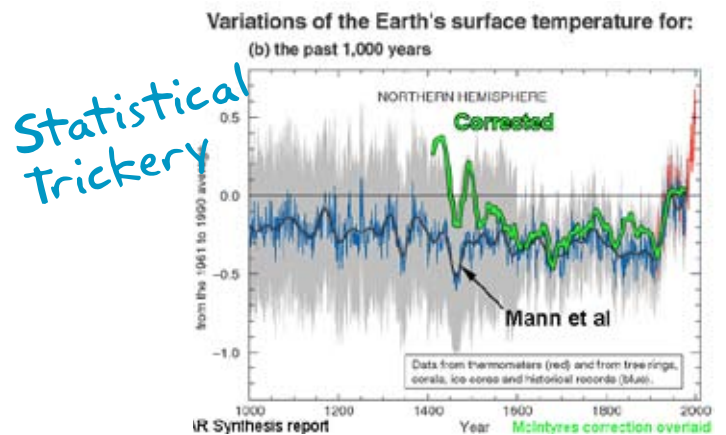 Variations of the Earth's surface temperature for:
(b) the past 1,000 years
Statistical
Trickery
NORTHERN HEMISPHERE
Corrected
from the 1961 to 1990 average
0.5
0.0
−0.5
−1.0
Mann et al
Data from thermometers (red) and from tree rings,
corals, ice cores and historical records (blue).
1000 1200 1400 1600 1800 2000
AR Synthesis report Year McIntyres correction overlaid